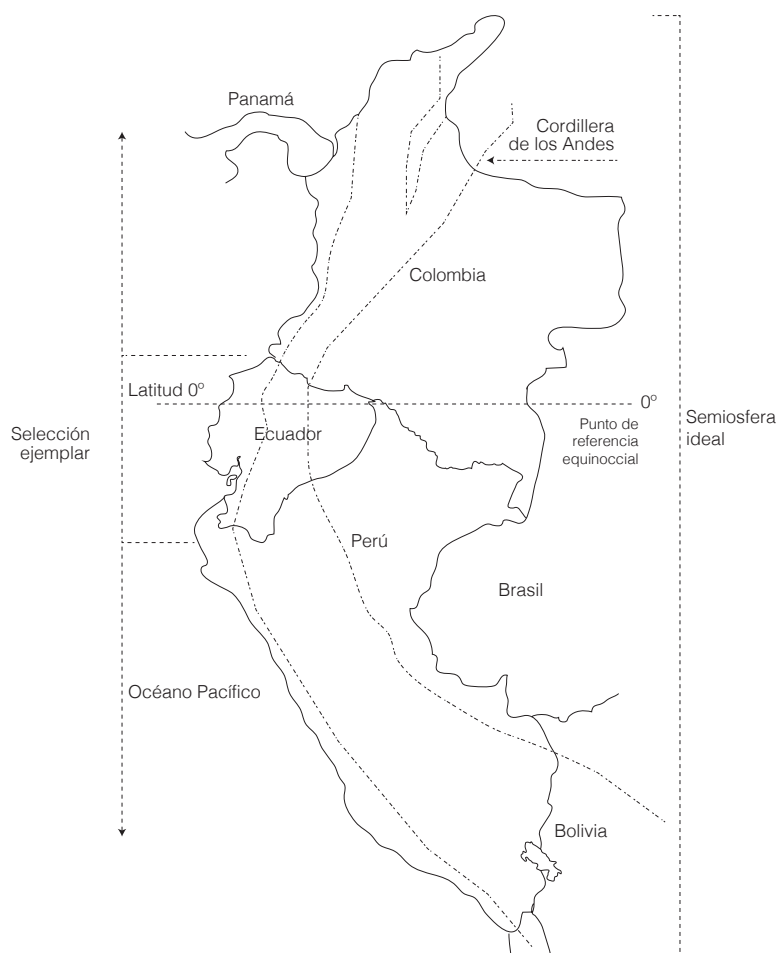 Panamá
Cordillera
de los Andes
Colombia
Latitud 0º
0º
Punto de
referencia
equinoccial
Semiosfera
ideal
Selección
ejemplar
Ecuador
Perú
Brasil
Océano Pacífico
Bolivia